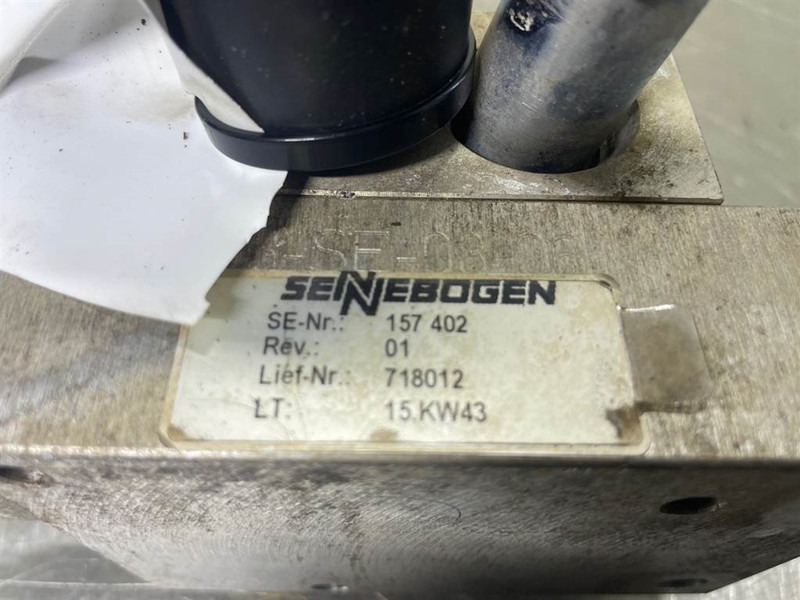 SENNEBOGEN
SE-Nr.: 157 402
Rev.: 01
Lief-Nr.: 718012
LT: 15.KW43